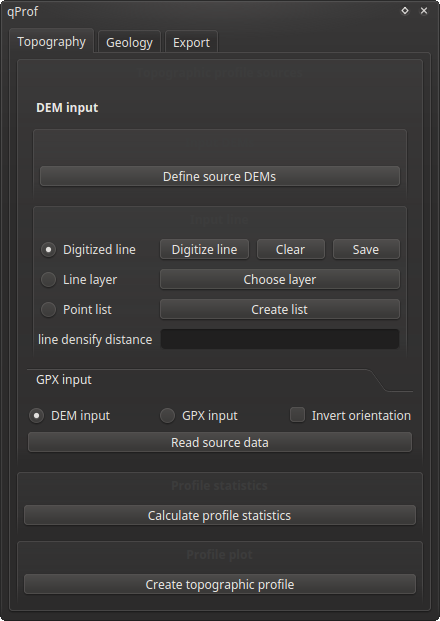 qProf
Topography Geology Export
DEM input
Define source DEMs
Digitized line Digitize line Clear Save
Line layer Choose layer
Point list Create list
line densify distance
GPX input
DEM input GPX input Invert orientation
Read source data
Profile statistics
Calculate profile statistics
Profile plot
Create topographic profile